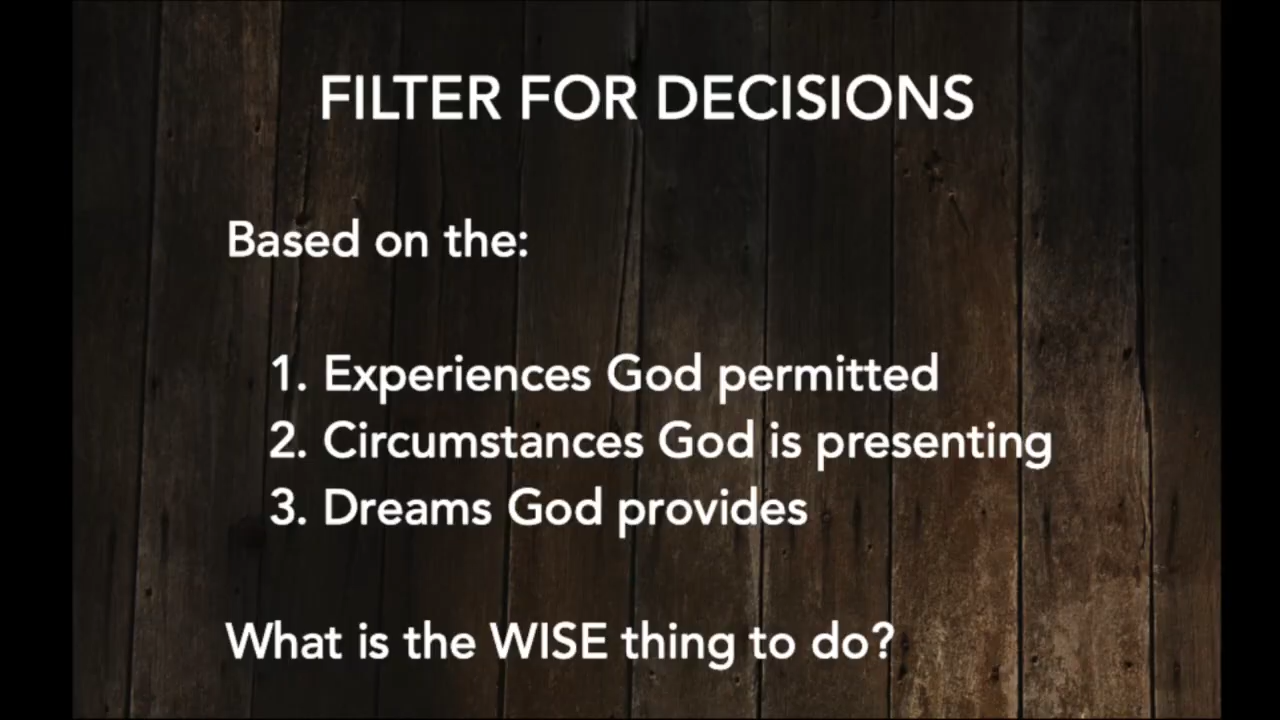 FILTER FOR DECISIONS
Based on the:
1. Experiences God permitted
2. Circumstances God is presenting
3. Dreams God provides
What is the WISE thing to do?